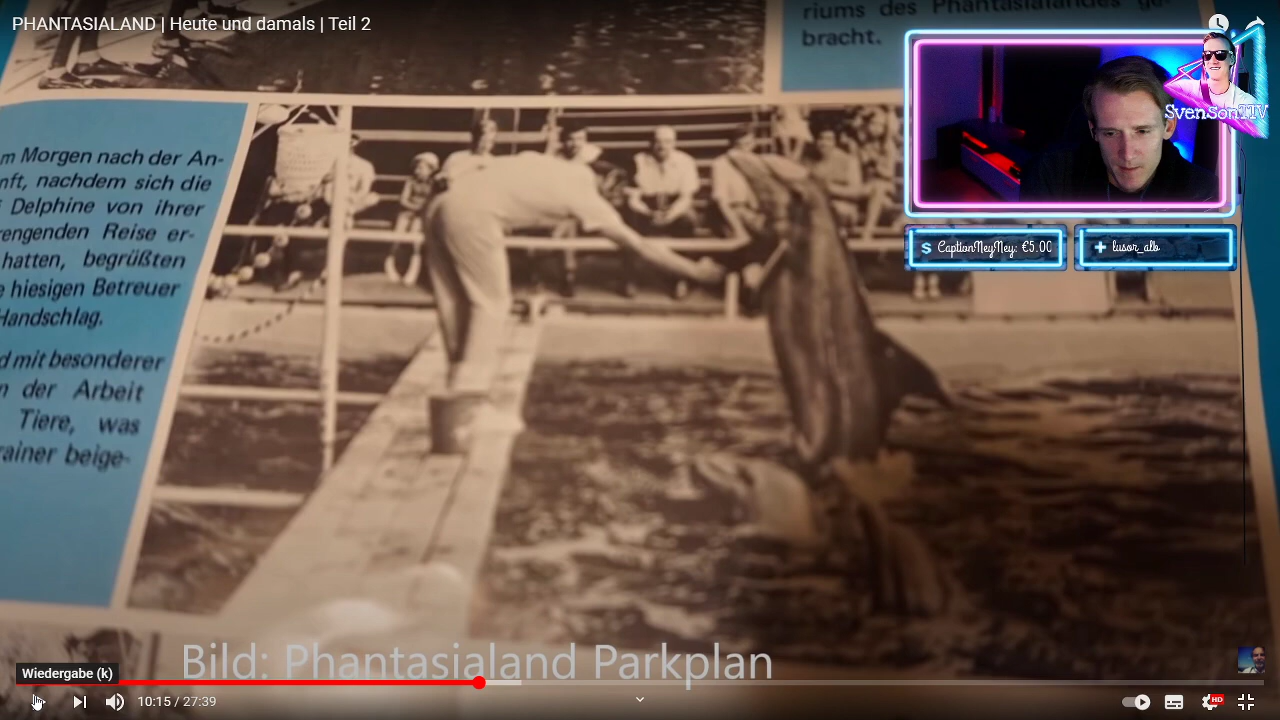 PHANTASIALAND | Heute und damals | Teil 2
riums des Phantasialandes ge-
bracht.
SvenSonTTV
$ CaptionNeyNey: €5.00
+ lusor_alb
m Morgen nach der An-
nft, nachdem sich die
Delphine von ihrer
rengenden Reise er-
hatten, begrüßten
e hiesigen Betreuer
Handschlag.
d mit besonderer
n der Arbeit
Tiere, was
rainer beige-
Bild: Phantasialand Parkplan
Wiedergabe (k)
10:15 / 27:39
HD